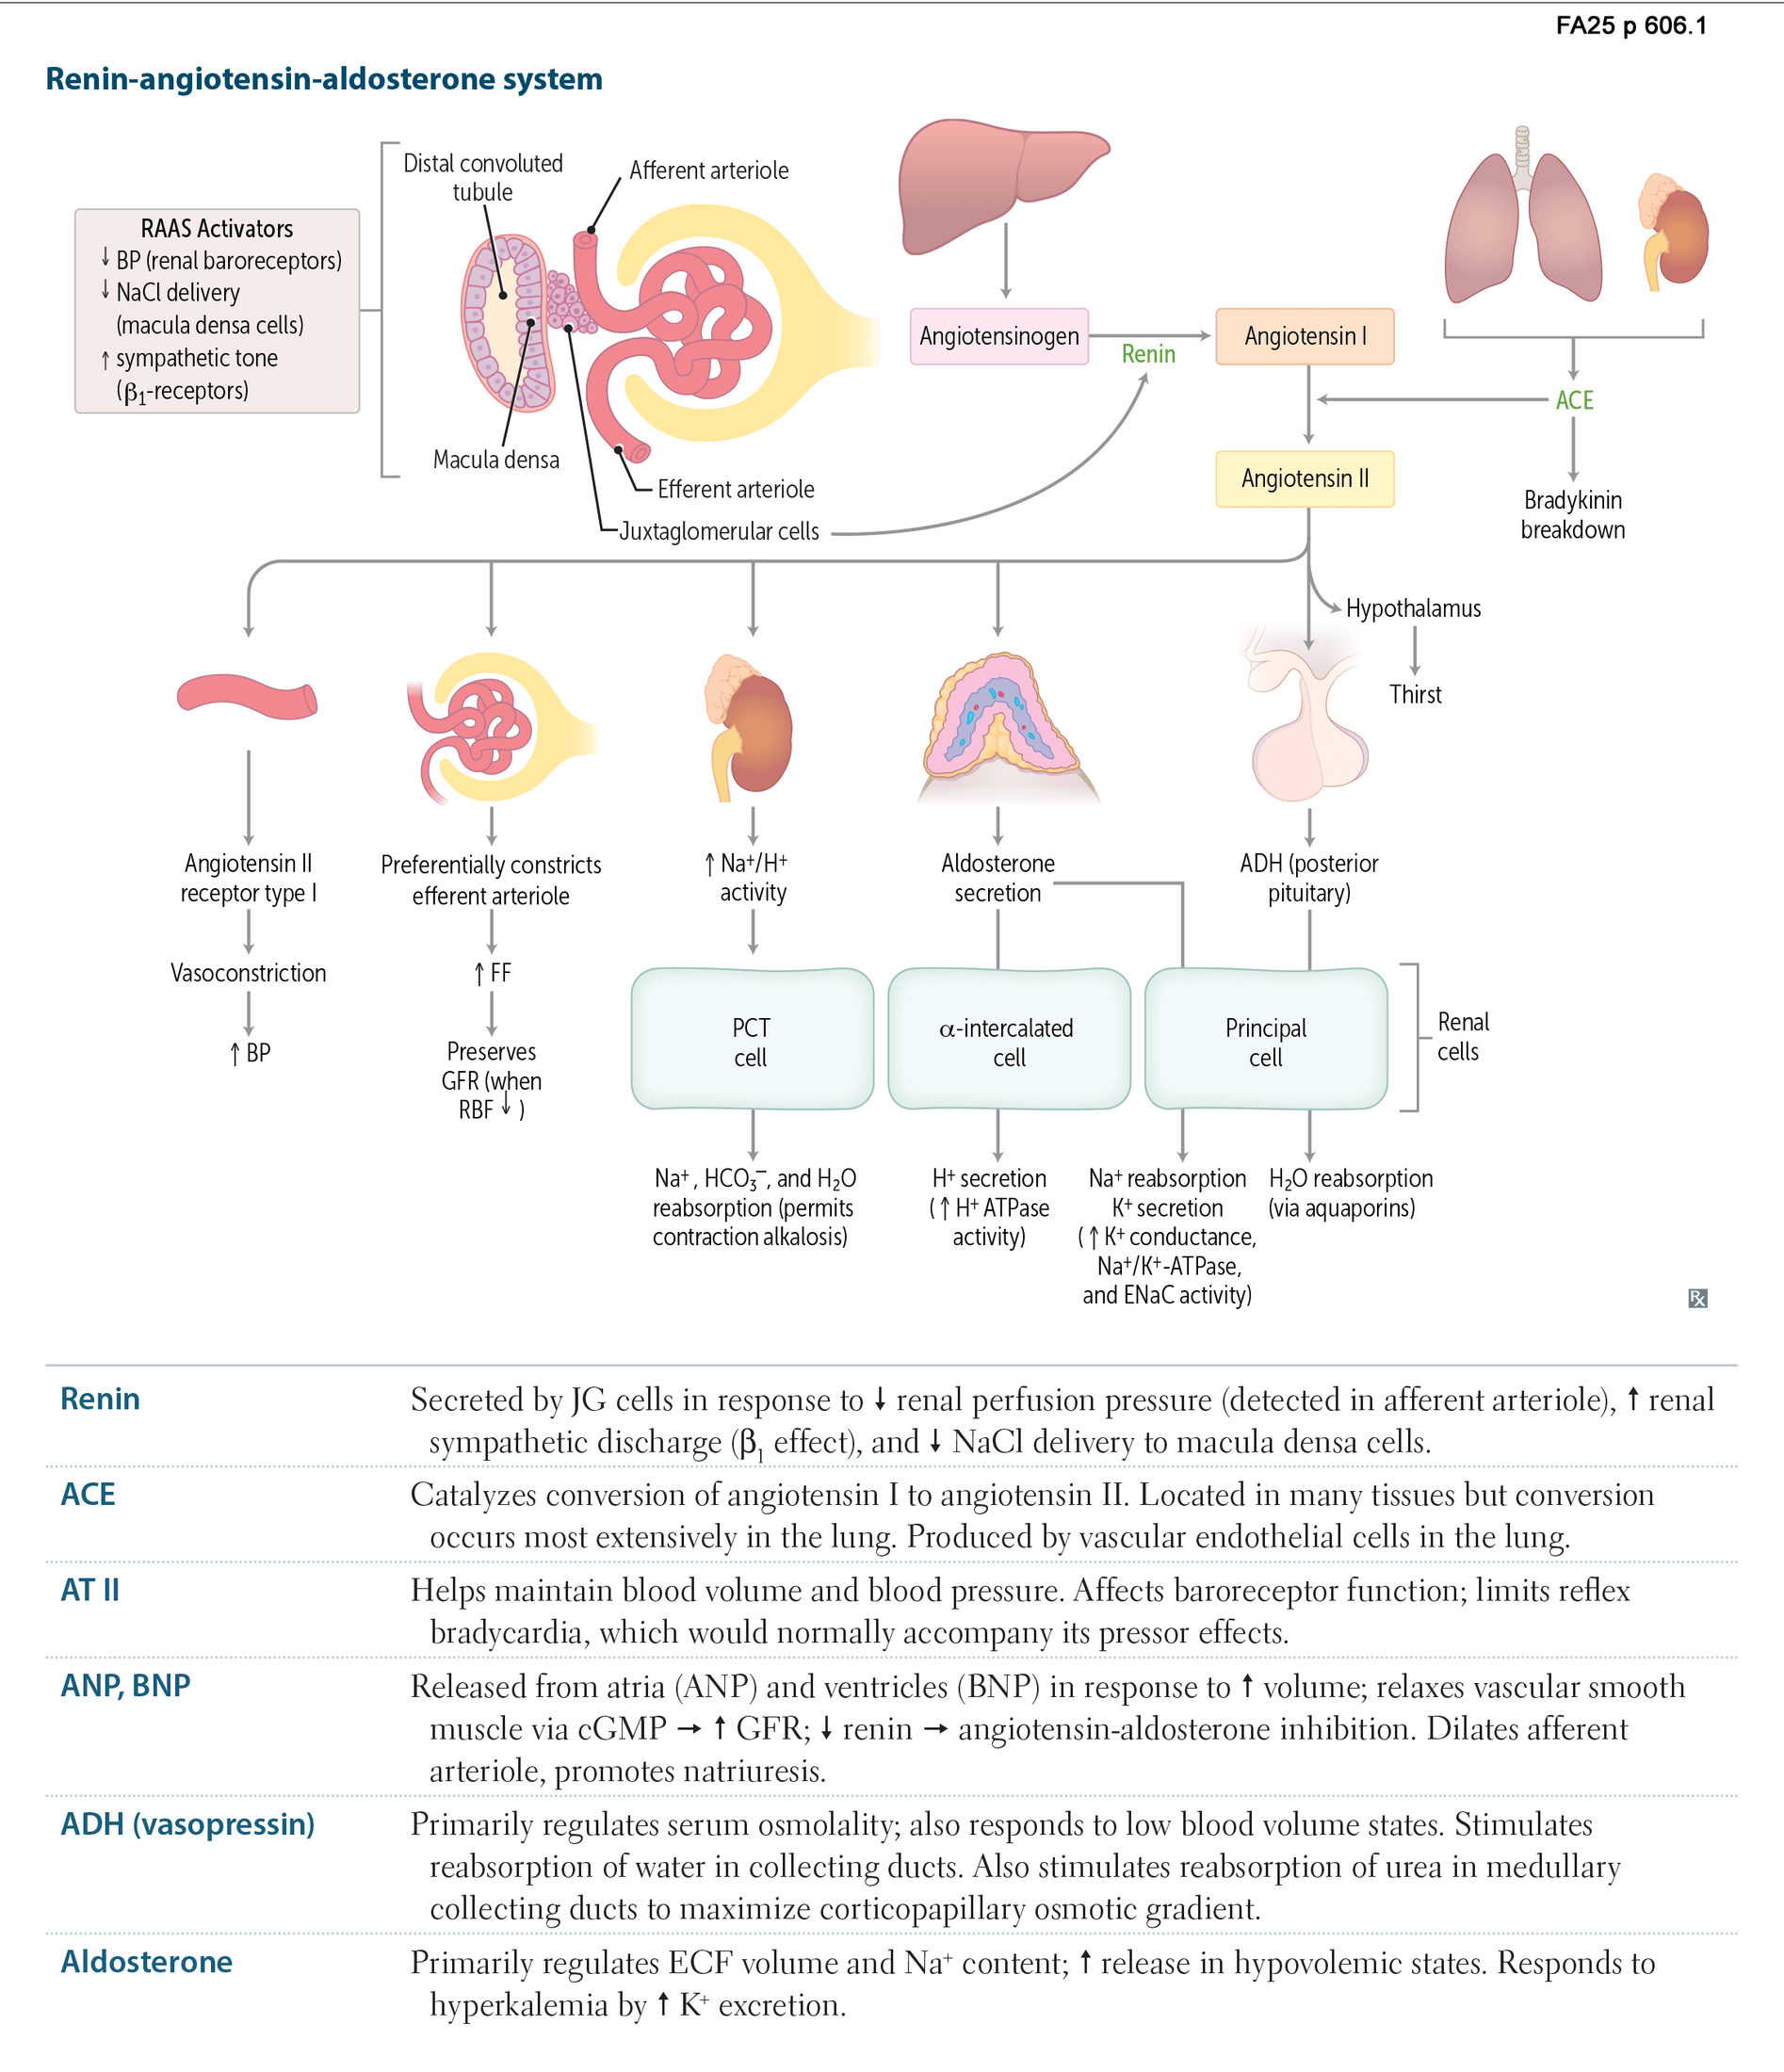 FA25 p 606.1
Renin-angiotensin-aldosterone system
RAAS Activators
↓ BP (renal baroreceptors)
↓ NaCl delivery
(macula densa cells)
↑ sympathetic tone
(β₁-receptors)
Distal convoluted
tubule
Afferent arteriole
Macula densa
Efferent arteriole
Juxtaglomerular cells
Angiotensinogen
Renin
Angiotensin I
ACE
Angiotensin II
Bradykinin
breakdown
Hypothalamus
Thirst
Angiotensin II
receptor type I
Vasoconstriction
↑ BP
Preferentially constricts
efferent arteriole
↑ FF
Preserves
GFR (when
RBF ↓ )
↑ Na⁺/H⁺
activity
PCT
cell
Na⁺ , HCO₃⁻, and H₂O
reabsorption (permits
contraction alkalosis)
Aldosterone
secretion
α-intercalated
cell
H⁺ secretion
( ↑ H⁺ ATPase
activity)
ADH (posterior
pituitary)
Principal
cell
Renal
cells
Na⁺ reabsorption
K⁺ secretion
( ↑ K⁺ conductance,
Na⁺/K⁺-ATPase,
and ENaC activity)
H₂O reabsorption
(via aquaporins)
Rx
Renin
Secreted by JG cells in response to ↓ renal perfusion pressure (detected in afferent arteriole), ↑ renal
sympathetic discharge (β₁ effect), and ↓ NaCl delivery to macula densa cells.
ACE
Catalyzes conversion of angiotensin I to angiotensin II. Located in many tissues but conversion
occurs most extensively in the lung. Produced by vascular endothelial cells in the lung.
AT II
Helps maintain blood volume and blood pressure. Affects baroreceptor function; limits reflex
bradycardia, which would normally accompany its pressor effects.
ANP, BNP
Released from atria (ANP) and ventricles (BNP) in response to ↑ volume; relaxes vascular smooth
muscle via cGMP → ↑ GFR; ↓ renin → angiotensin-aldosterone inhibition. Dilates afferent
arteriole, promotes natriuresis.
ADH (vasopressin)
Primarily regulates serum osmolality; also responds to low blood volume states. Stimulates
reabsorption of water in collecting ducts. Also stimulates reabsorption of urea in medullary
collecting ducts to maximize corticopapillary osmotic gradient.
Aldosterone
Primarily regulates ECF volume and Na⁺ content; ↑ release in hypovolemic states. Responds to
hyperkalemia by ↑ K⁺ excretion.